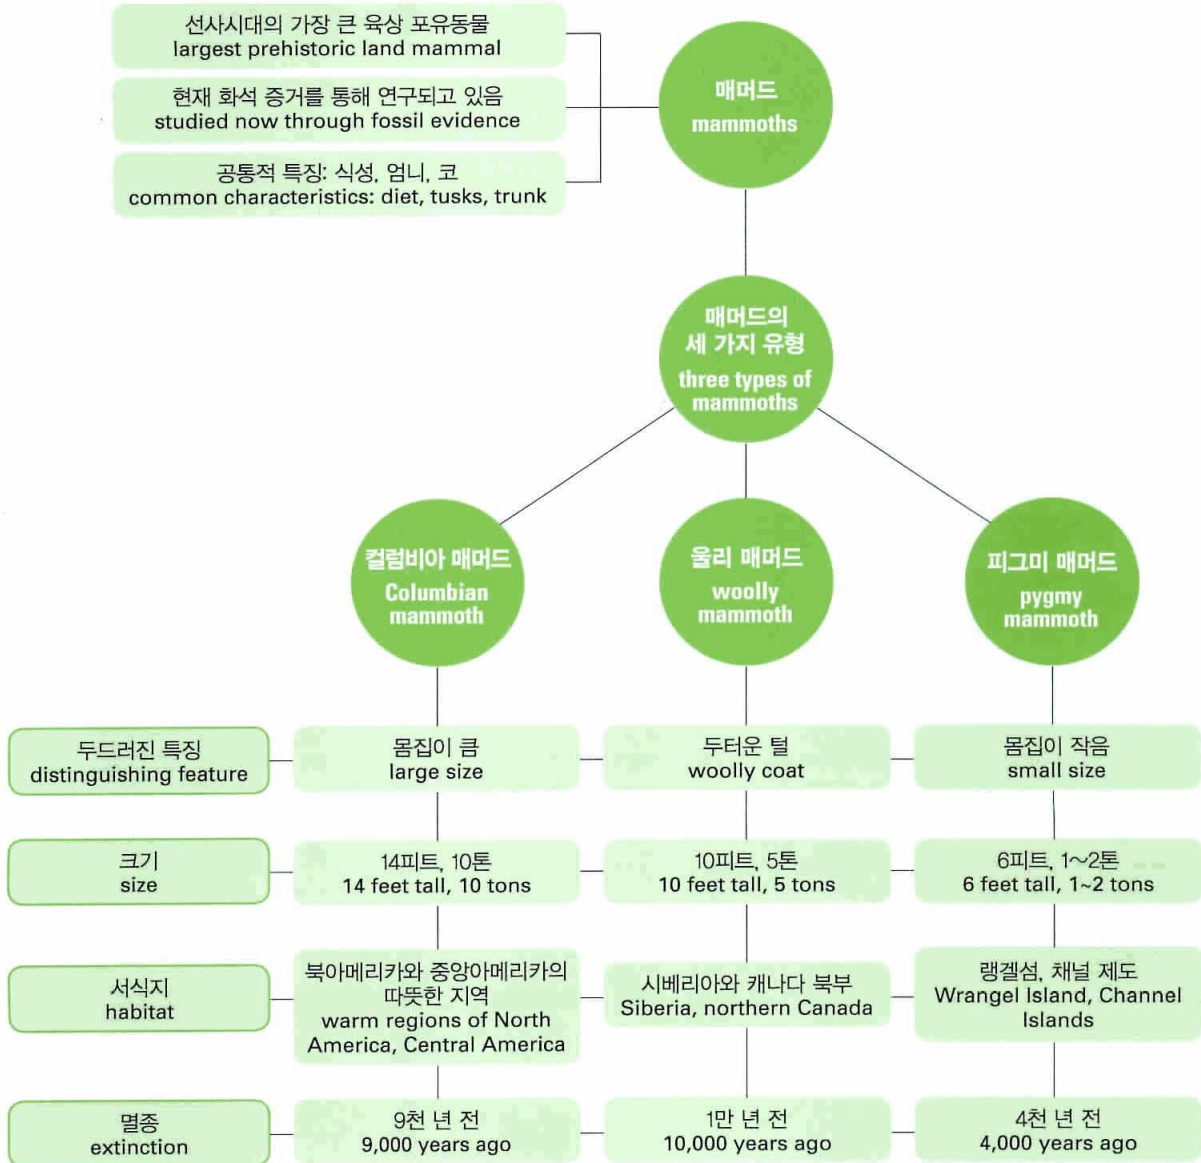 선사시대의 가장 큰 육상 포유동물
largest prehistoric land mammal
현재 화석 증거를 통해 연구되고 있음
studied now through fossil evidence
공통적 특징: 식성, 엄니, 코
common characteristics: diet, tusks, trunk
매머드
mammoths
매머드의
세 가지 유형
three types of
mammoths
컬럼비아 매머드
Columbian
mammoth
울리 매머드
woolly
mammoth
피그미 매머드
pygmy
mammoth
두드러진 특징
distinguishing feature
몸집이 큼
large size
두터운 털
woolly coat
몸집이 작음
small size
크기
size
14피트, 10톤
14 feet tall, 10 tons
10피트, 5톤
10 feet tall, 5 tons
6피트, 1~2톤
6 feet tall, 1~2 tons
서식지
habitat
북아메리카와 중앙아메리카의
따뜻한 지역
warm regions of North
America, Central America
시베리아와 캐나다 북부
Siberia, northern Canada
랭겔섬, 채널 제도
Wrangel Island, Channel
Islands
멸종
extinction
9천 년 전
9,000 years ago
1만 년 전
10,000 years ago
4천 년 전
4,000 years ago